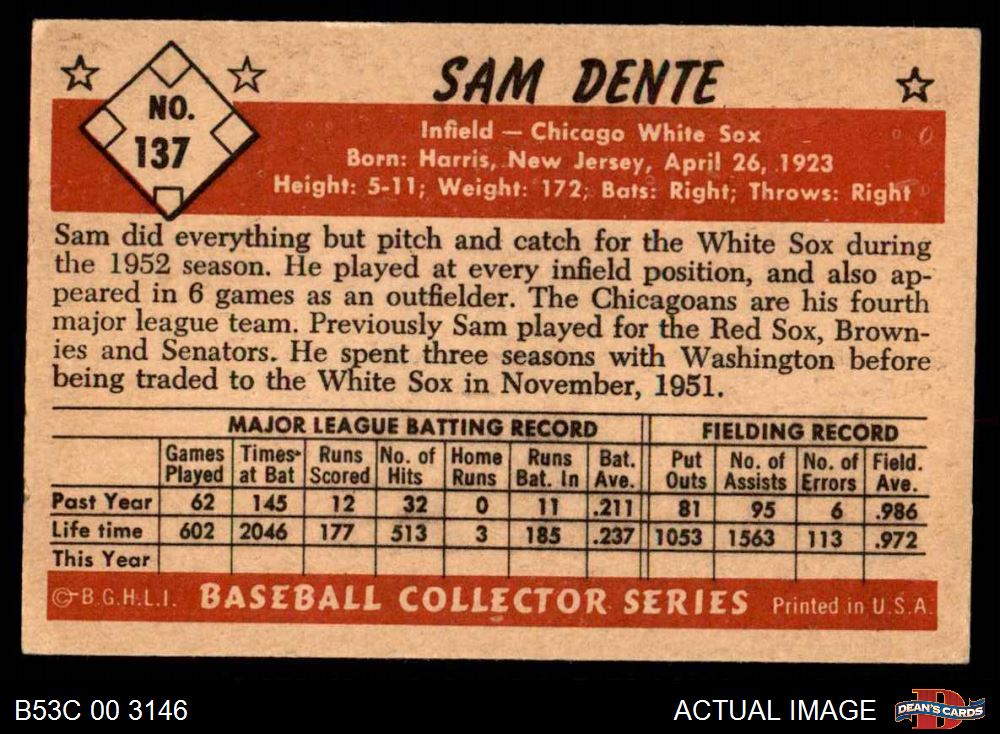 SAM DENTE
NO.
137
Infield — Chicago White Sox
Born: Harris, New Jersey, April 26, 1923
Height: 5-11; Weight: 172; Bats: Right; Throws: Right
Sam did everything but pitch and catch for the White Sox during
the 1952 season. He played at every infield position, and also ap-
peared in 6 games as an outfielder. The Chicagoans are his fourth
major league team. Previously Sam played for the Red Sox, Brown-
ies and Senators. He spent three seasons with Washington before
being traded to the White Sox in November, 1951.
MAJOR LEAGUE BATTING RECORD FIELDING RECORD
Games Times Runs No. of Home Runs Bat. Put No. of No. of Field.
Played at Bat Scored Hits Runs Bat. In Ave. Outs Assists Errors Ave.
Past Year 62 145 12 32 0 11 .211 81 95 6 .986
Life time 602 2046 177 513 3 185 .237 1053 1563 113 .972
This Year
©-B.G.H.L.I. BASEBALL COLLECTOR SERIES Printed in U.S.A.
B53C 00 3146 ACTUAL IMAGE DEAN'S CARDS